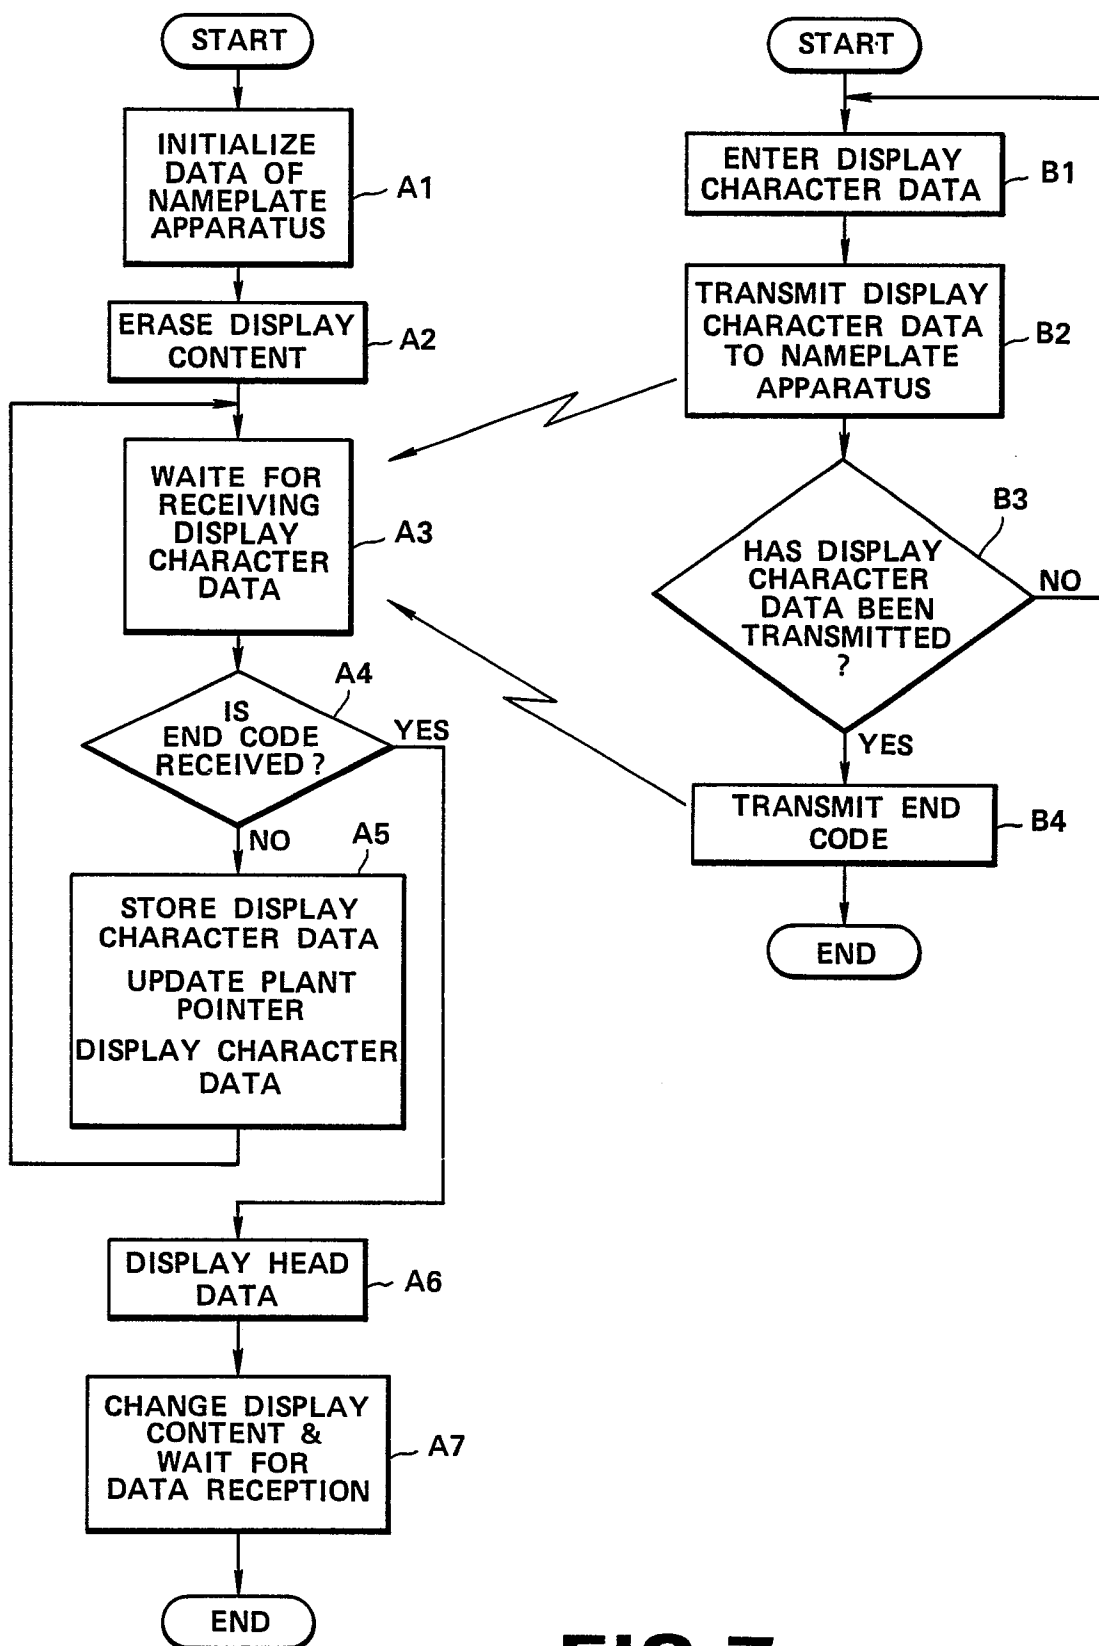 START
INITIALIZE
DATA OF
NAMEPLATE
APPARATUS
A1
ERASE DISPLAY
CONTENT
A2
WAITE FOR
RECEIVING
DISPLAY
CHARACTER
DATA
A3
IS
END CODE
RECEIVED?
A4
YES
NO
A5
STORE DISPLAY
CHARACTER DATA
UPDATE PLANT
POINTER
DISPLAY CHARACTER
DATA
DISPLAY HEAD
DATA
A6
CHANGE DISPLAY
CONTENT &
WAIT FOR
DATA RECEPTION
A7
END
START
ENTER DISPLAY
CHARACTER DATA
B1
TRANSMIT DISPLAY
CHARACTER DATA
TO NAMEPLATE
APPARATUS
B2
B3
HAS DISPLAY
CHARACTER
DATA BEEN
TRANSMITTED
?
NO
YES
TRANSMIT END
CODE
B4
END
FIG.7